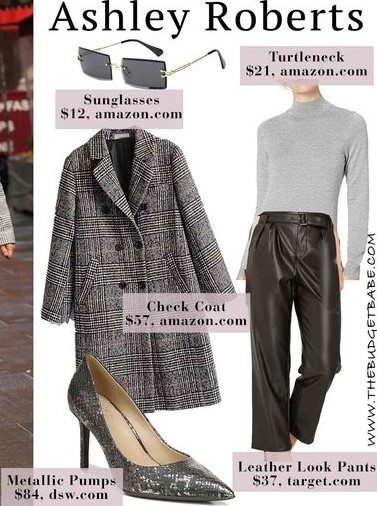 Ashley Roberts
Turtleneck
$21, amazon.com
Sunglasses
$12, amazon.com
Check Coat
$57, amazon.com
WWW.THEBUDGETBABE.COM
Leather Look Pants
$37, target.com
Metallic Pumps
$84, dsw.com